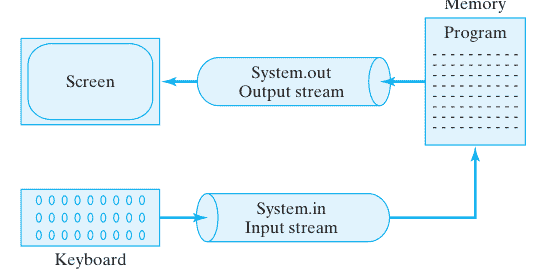 Memory
Program
Screen
System.out
Output stream
System.in
Input stream
Keyboard